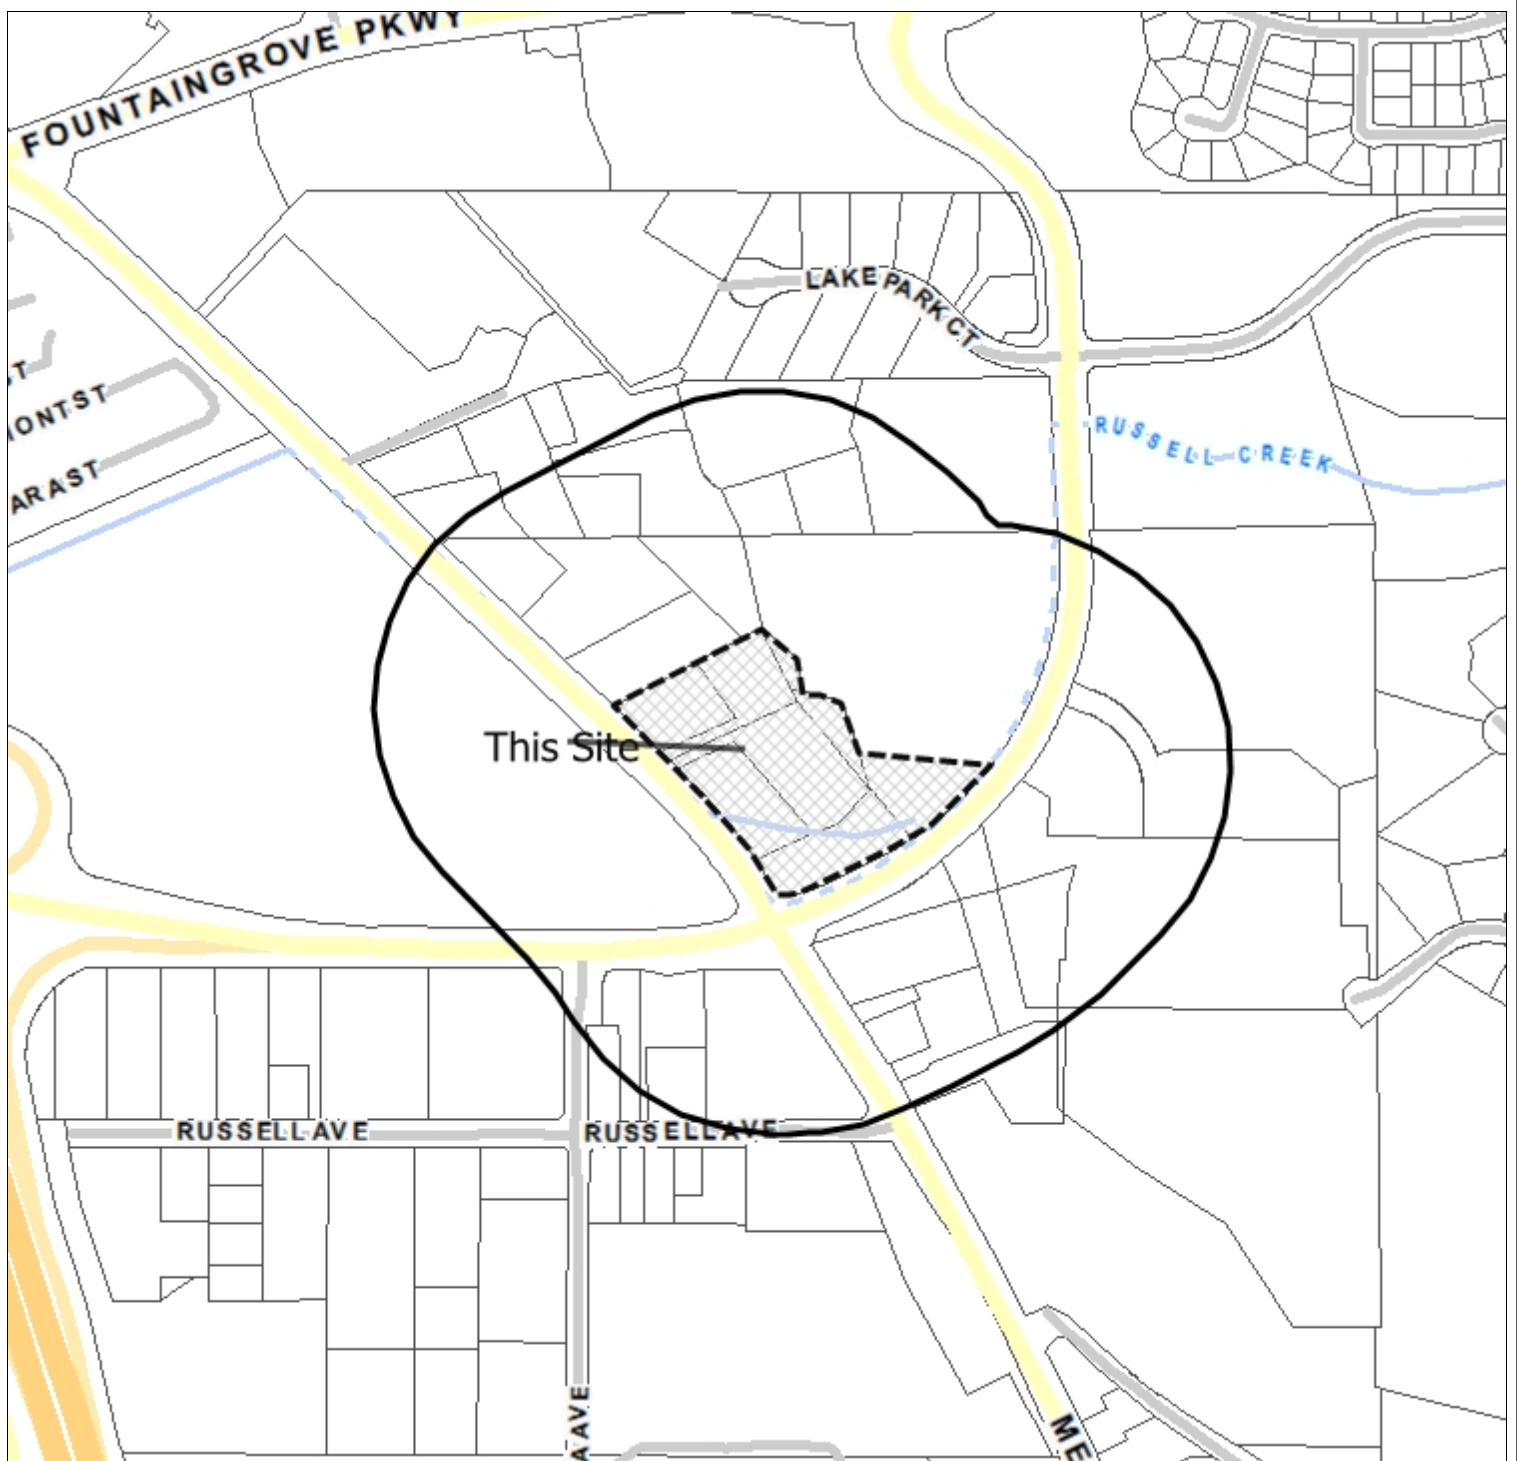 FOUNTAINGROVE PKWY
LAKE PARK CT
RUSSELL CREEK
ST
ONT ST
ARA ST
This Site
RUSSELL AVE
RUSSELL AVE
A AVE
ME